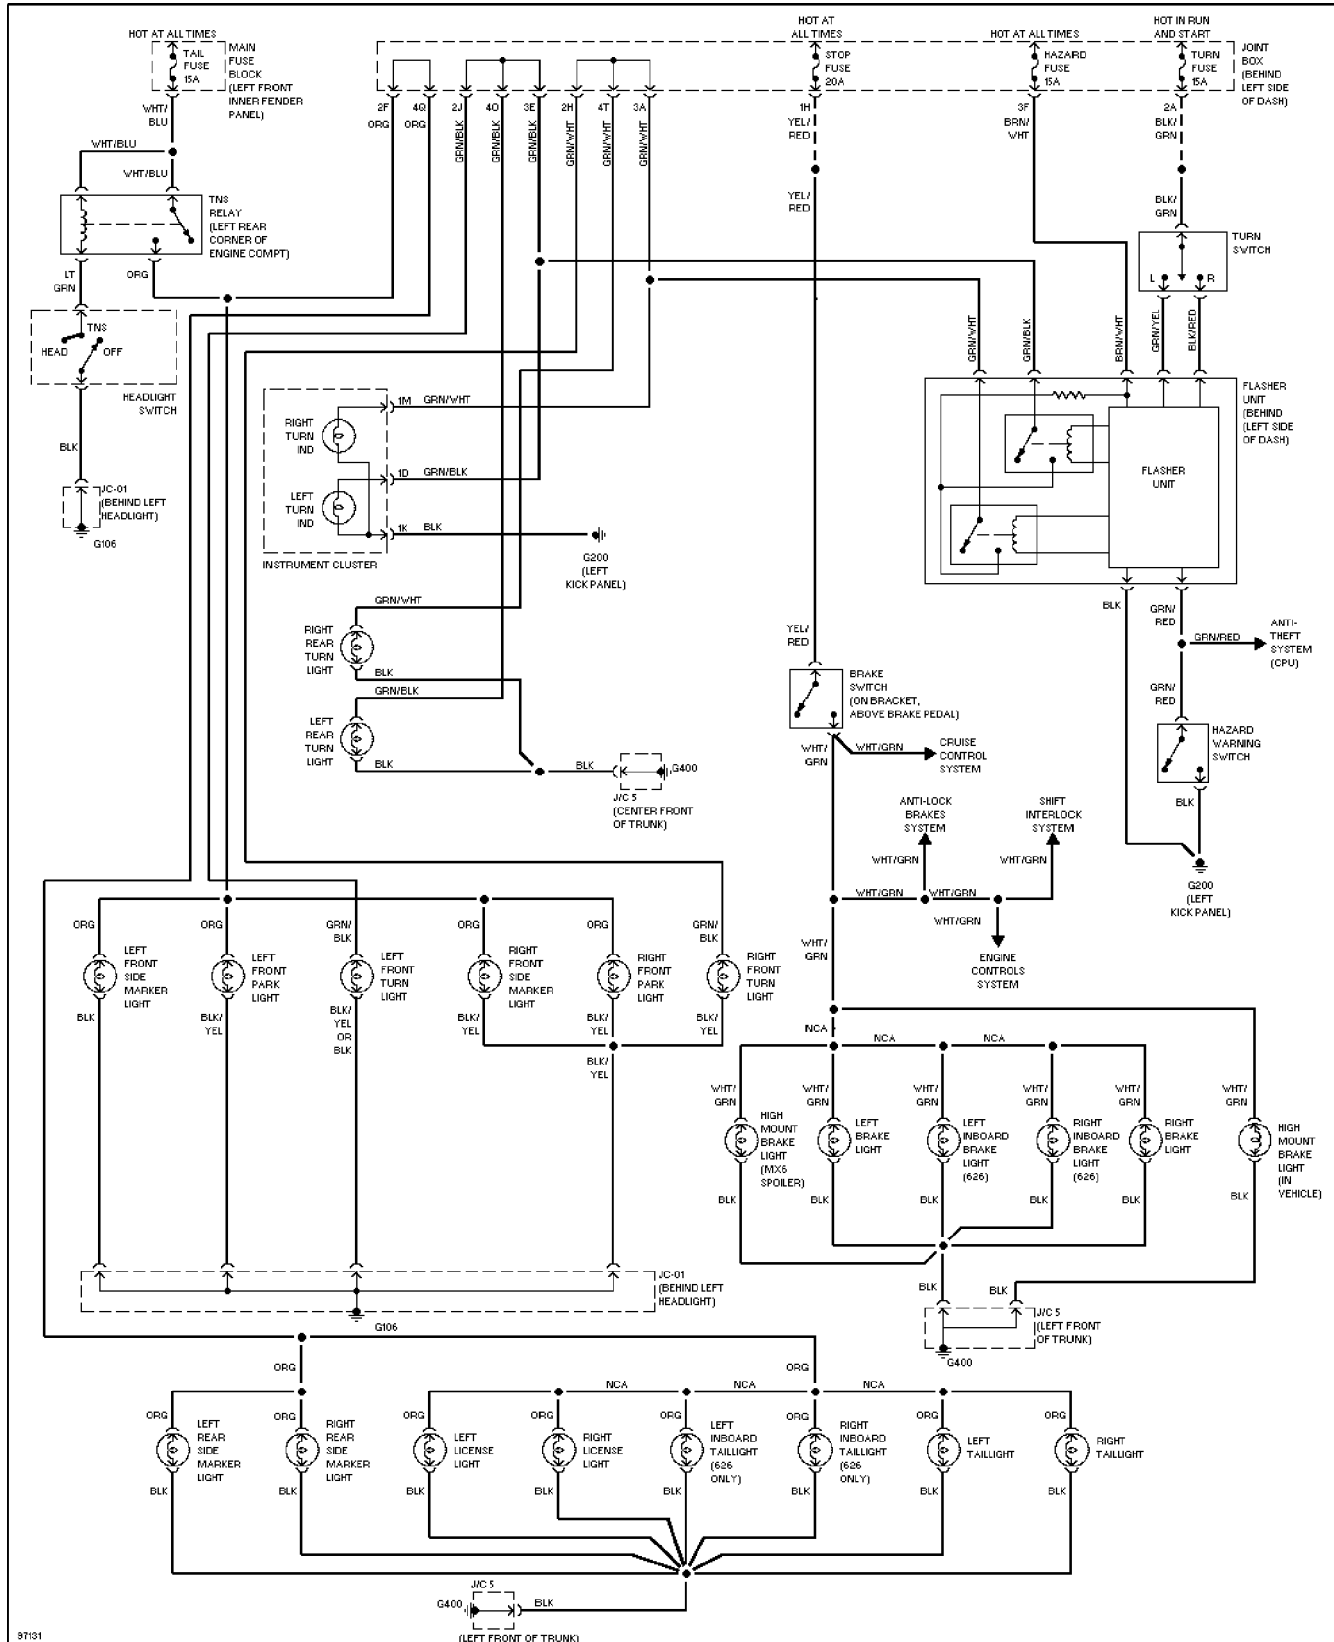 HOT AT ALL TIMES
TAIL
FUSE
15A
MAIN
FUSE
BLOCK
(LEFT FRONT
INNER FENDER
PANEL)
HOT AT
ALL TIMES
STOP
FUSE
20A
HOT AT ALL TIMES
HAZARD
FUSE
15A
HOT IN RUN
AND START
TURN
FUSE
15A
JOINT
BOX
(BEHIND
LEFT SIDE
OF DASH)
2F
ORG
4Q
ORG
2J
GRN/BLK
4O
GRN/BLK
3E
GRN/BLK
2H
GRN/WHT
4T
GRN/WHT
3A
GRN/WHT
1H
YEL/
RED
3F
BRN/
WHT
2A
BLK/
GRN
WHT/
BLU
WHT/BLU
WHT/BLU
TNS
RELAY
(LEFT REAR
CORNER OF
ENGINE COMPT)
YEL/
RED
BLK/
GRN
TURN
SWITCH
L
R
LT
GRN
ORG
TNS
HEAD
OFF
HEADLIGHT
SWITCH
BLK
JC-01
(BEHIND LEFT
HEADLIGHT)
G106
GRN/WHT
GRN/BLK
BRN/WHT
GRN/YEL
BLK/RED
FLASHER
UNIT
(BEHIND
(LEFT SIDE
OF DASH)
FLASHER
UNIT
RIGHT
TURN
IND
1M
GRN/WHT
LEFT
TURN
IND
1D
GRN/BLK
1K
BLK
INSTRUMENT CLUSTER
G200
(LEFT
KICK PANEL)
GRN/WHT
RIGHT
REAR
TURN
LIGHT
BLK
GRN/BLK
LEFT
REAR
TURN
LIGHT
BLK
BLK
G400
J/C 5
(CENTER FRONT
OF TRUNK)
YEL/
RED
BRAKE
SWITCH
(ON BRACKET,
ABOVE BRAKE PEDAL)
WHT/
GRN
WHT/GRN
CRUISE
CONTROL
SYSTEM
BLK
GRN/
RED
GRN/RED
ANTI-
THEFT
SYSTEM
(CPU)
GRN/
RED
HAZARD
WARNING
SWITCH
BLK
G200
(LEFT
KICK PANEL)
ANTI-LOCK
BRAKES
SYSTEM
SHIFT
INTERLOCK
SYSTEM
WHT/GRN
WHT/GRN
WHT/GRN
WHT/GRN
WHT/GRN
ENGINE
CONTROLS
SYSTEM
WHT/
GRN
ORG
LEFT
FRONT
SIDE
MARKER
LIGHT
BLK
ORG
LEFT
FRONT
PARK
LIGHT
BLK/
YEL
GRN/
BLK
LEFT
FRONT
TURN
LIGHT
BLK/
YEL
OR
BLK
ORG
RIGHT
FRONT
SIDE
MARKER
LIGHT
BLK/
YEL
ORG
RIGHT
FRONT
PARK
LIGHT
BLK/
YEL
GRN/
BLK
RIGHT
FRONT
TURN
LIGHT
BLK/
YEL
BLK/
YEL
NCA
NCA
NCA
WHT/
GRN
HIGH
MOUNT
BRAKE
LIGHT
(MX6
SPOILER)
BLK
WHT/
GRN
LEFT
BRAKE
LIGHT
BLK
WHT/
GRN
LEFT
INBOARD
BRAKE
LIGHT
(626)
BLK
WHT/
GRN
RIGHT
INBOARD
BRAKE
LIGHT
(626)
BLK
WHT/
GRN
RIGHT
BRAKE
LIGHT
BLK
WHT/
GRN
HIGH
MOUNT
BRAKE
LIGHT
(IN
VEHICLE)
BLK
BLK
BLK
J/C 5
(LEFT FRONT
OF TRUNK)
G400
JC-01
(BEHIND LEFT
HEADLIGHT)
G106
ORG
ORG
NCA
NCA
NCA
ORG
LEFT
REAR
SIDE
MARKER
LIGHT
BLK
ORG
RIGHT
REAR
SIDE
MARKER
LIGHT
BLK
ORG
LEFT
LICENSE
LIGHT
BLK
ORG
RIGHT
LICENSE
LIGHT
BLK
ORG
LEFT
INBOARD
TAILLIGHT
(626
ONLY)
BLK
ORG
RIGHT
INBOARD
TAILLIGHT
(626
ONLY)
BLK
ORG
LEFT
TAILLIGHT
BLK
ORG
RIGHT
TAILLIGHT
BLK
J/C 5
G400
BLK
(LEFT FRONT OF TRUNK)
97131